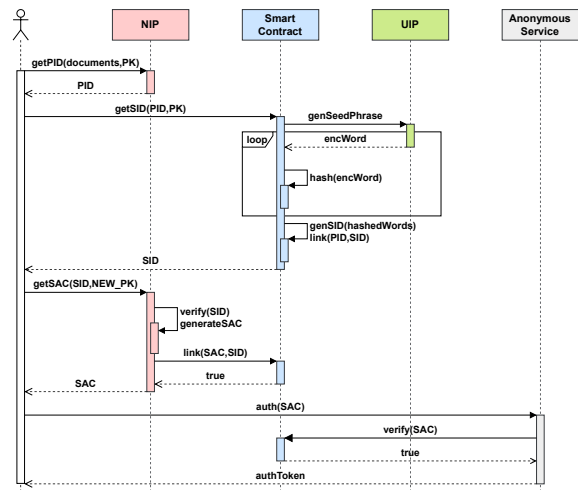 NIP
Smart
Contract
UIP
Anonymous
Service
getPID(documents,PK)
PID
getSID(PID,PK)
genSeedPhrase
loop
encWord
hash(encWord)
genSID(hashedWords)
link(PID,SID)
SID
getSAC(SID,NEW_PK)
verify(SID)
generateSAC
link(SAC,SID)
true
SAC
auth(SAC)
verify(SAC)
true
authToken